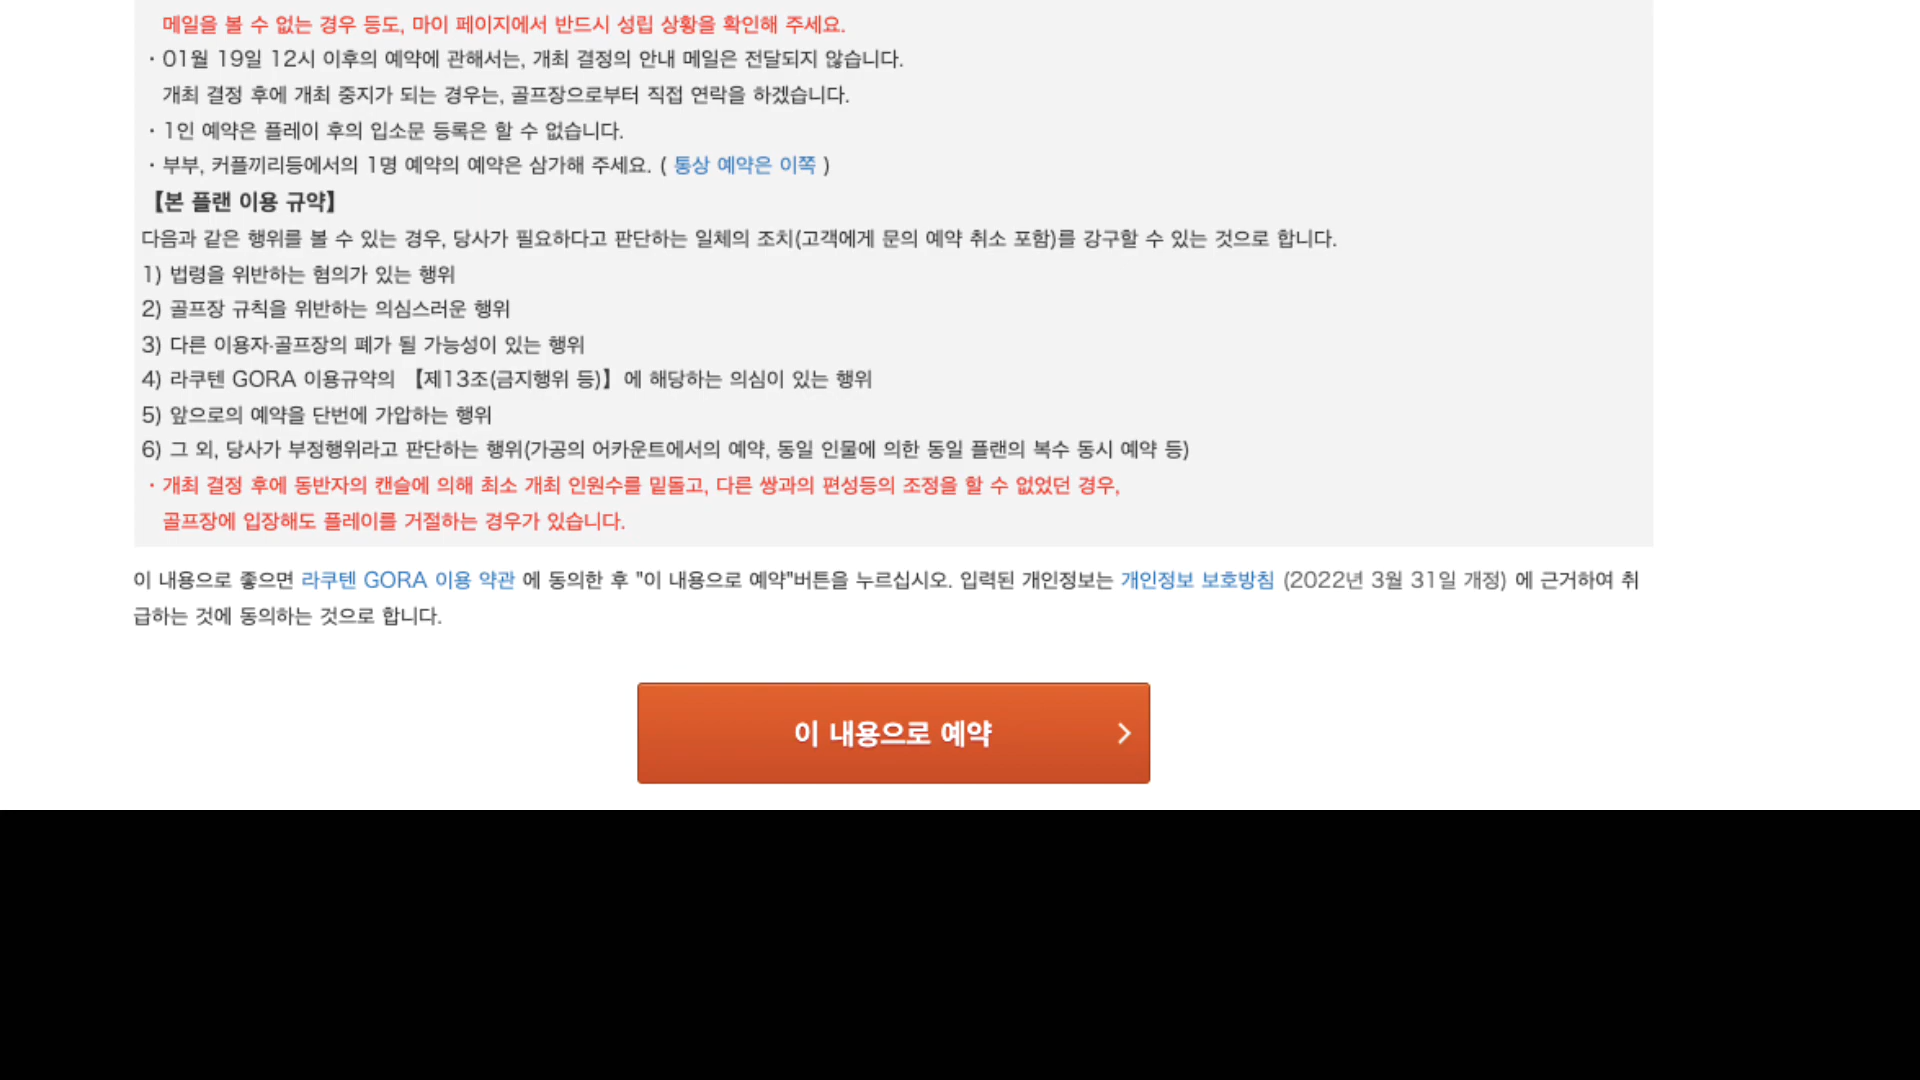 메일을 볼 수 없는 경우 등도, 마이 페이지에서 반드시 성립 상황을 확인해 주세요.
· 01월 19일 12시 이후의 예약에 관해서는, 개최 결정의 안내 메일은 전달되지 않습니다.
개최 결정 후에 개최 중지가 되는 경우는, 골프장으로부터 직접 연락을 하겠습니다.
· 1인 예약은 플레이 후의 입소문 등록은 할 수 없습니다.
· 부부, 커플끼리등에서의 1명 예약의 예약은 삼가해 주세요. ( 통상 예약은 이쪽 )
【본 플랜 이용 규약】
다음과 같은 행위를 볼 수 있는 경우, 당사가 필요하다고 판단하는 일체의 조치(고객에게 문의 예약 취소 포함)를 강구할 수 있는 것으로 합니다.
1) 법령을 위반하는 혐의가 있는 행위
2) 골프장 규칙을 위반하는 의심스러운 행위
3) 다른 이용자·골프장의 폐가 될 가능성이 있는 행위
4) 라쿠텐 GORA 이용규약의 【제13조(금지행위 등)】에 해당하는 의심이 있는 행위
5) 앞으로의 예약을 단번에 가압하는 행위
6) 그 외, 당사가 부정행위라고 판단하는 행위(가공의 어카운트에서의 예약, 동일 인물에 의한 동일 플랜의 복수 동시 예약 등)
· 개최 결정 후에 동반자의 캔슬에 의해 최소 개최 인원수를 밑돌고, 다른 쌍과의 편성등의 조정을 할 수 없었던 경우,
골프장에 입장해도 플레이를 거절하는 경우가 있습니다.
이 내용으로 좋으면 라쿠텐 GORA 이용 약관 에 동의한 후 "이 내용으로 예약"버튼을 누르십시오. 입력된 개인정보는 개인정보 보호방침 (2022년 3월 31일 개정) 에 근거하여 취
급하는 것에 동의하는 것으로 합니다.
이 내용으로 예약